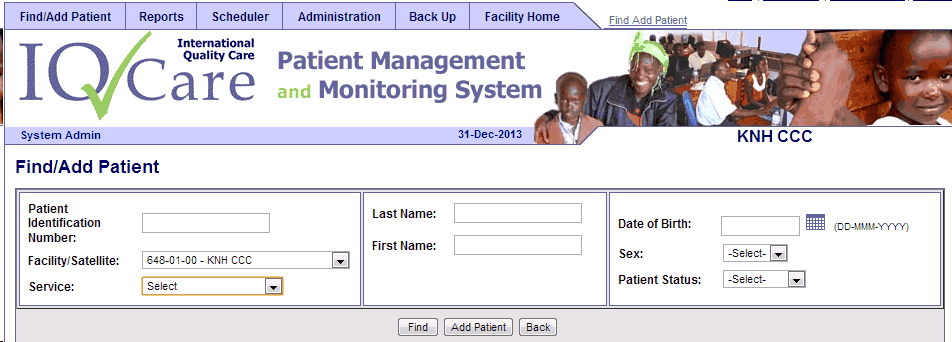 Find/Add Patient Reports Scheduler Administration Back Up Facility Home Find Add Patient
IQCare International
Quality Care
Patient Management
and Monitoring System
System Admin 31-Dec-2013 KNH CCC
Find/Add Patient
Patient
Identification
Number:
Facility/Satellite: 648-01-00 - KNH CCC
Service: Select
Last Name:
First Name:
Date of Birth: (DD-MMM-YYYY)
Sex: -Select-
Patient Status: -Select-
Find Add Patient Back